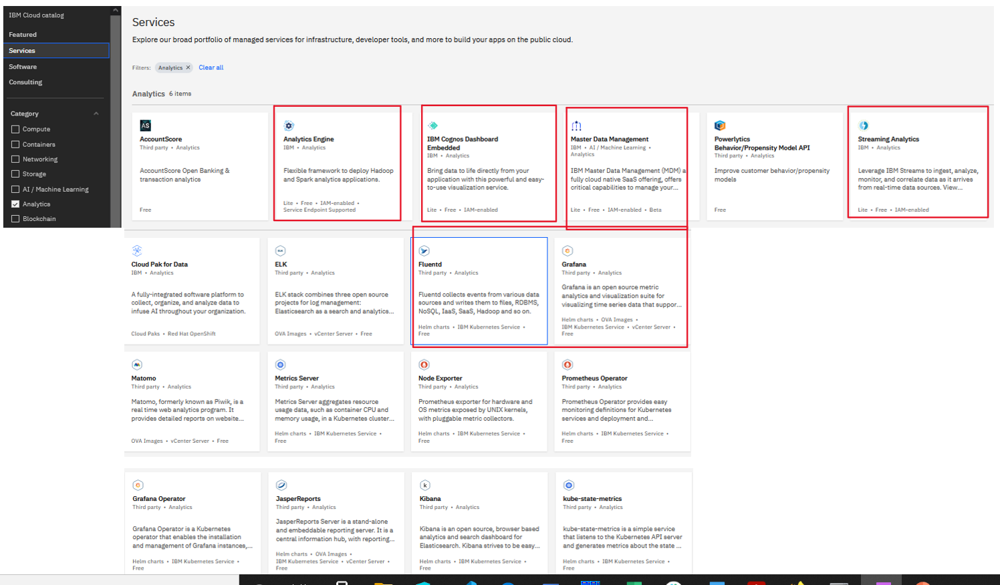 IBM Cloud catalog
Featured
Services
Software
Consulting
Category
Compute
Containers
Networking
Storage
AI / Machine Learning
Analytics
Blockchain
Services
Explore our broad portfolio of managed services for infrastructure, developer tools, and more to build your apps on the public cloud.
Filters: Analytics × Clear all
Analytics 6 items
AS
AccountScore
Third party • Analytics
AccountScore Open Banking &
transaction analytics
Free
Analytics Engine
IBM • Analytics
Flexible framework to deploy Hadoop
and Spark analytics applications.
Lite • Free • IAM-enabled •
Service Endpoint Supported
IBM Cognos Dashboard
Embedded
IBM • Analytics
Bring data to life directly from your
application with this powerful and easy-
to-use visualization service.
Lite • Free • IAM-enabled
Master Data Management
IBM • AI / Machine Learning •
Analytics
IBM Master Data Management (MDM) a
fully cloud native SaaS offering, offers
critical capabilities to manage your...
Lite • Free • IAM-enabled • Beta
Powerlytics
Behavior/Propensity Model API
Third party • Analytics
Improve customer behavior/propensity
models
Free
Streaming Analytics
IBM • Analytics
Leverage IBM Streams to ingest, analyze,
monitor, and correlate data as it arrives
from real-time data sources. View...
Lite • Free • IAM-enabled
Cloud Pak for Data
IBM • Analytics
A fully-integrated software platform to
collect, organize, and analyze data to
infuse AI throughout your organization.
Cloud Paks • Red Hat OpenShift
ELK
Third party • Analytics
ELK stack combines three open source
projects for log management:
Elasticsearch as a search and analytics...
OVA Images • vCenter Server • Free
Fluentd
Third party • Analytics
Fluentd collects events from various data
sources and writes them to files, RDBMS,
NoSQL, IaaS, SaaS, Hadoop and so on.
Helm charts • IBM Kubernetes Service •
Free
Grafana
Third party • Analytics
Grafana is an open source metric
analytics and visualization suite for
visualizing time series data that suppor...
Helm charts • OVA Images •
IBM Kubernetes Service • vCenter Server •
Free
Matomo
Third party • Analytics
Matomo, formerly known as Piwik, is a
real time web analytics program. It
provides detailed reports on website...
OVA Images • vCenter Server • Free
Metrics Server
Third party • Analytics
Metrics Server aggregates resource
usage data, such as container CPU and
memory usage, in a Kubernetes cluster...
Helm charts • IBM Kubernetes Service •
Free
Node Exporter
Third party • Analytics
Prometheus exporter for hardware and
OS metrics exposed by UNIX kernels,
with pluggable metric collectors.
Helm charts • IBM Kubernetes Service •
Free
Prometheus Operator
Third party • Analytics
Prometheus Operator provides easy
monitoring definitions for Kubernetes
services and deployment and...
Helm charts • IBM Kubernetes Service •
Free
Grafana Operator
Third party • Analytics
Grafana Operator is a Kubernetes
operator that enables the installation
and management of Grafana instances,...
Helm charts • IBM Kubernetes Service •
Free
JasperReports
Third party • Analytics
JasperReports Server is a stand-alone
and embeddable reporting server. It is a
central information hub, with reporting...
Helm charts • OVA Images •
IBM Kubernetes Service • vCenter Server •
Free
k
Kibana
Third party • Analytics
Kibana is an open source, browser based
analytics and search dashboard for
Elasticsearch. Kibana strives to be easy...
Helm charts • IBM Kubernetes Service •
Free
kube-state-metrics
Third party • Analytics
kube-state-metrics is a simple service
that listens to the Kubernetes API server
and generates metrics about the state ...
Helm charts • IBM Kubernetes Service •
Free